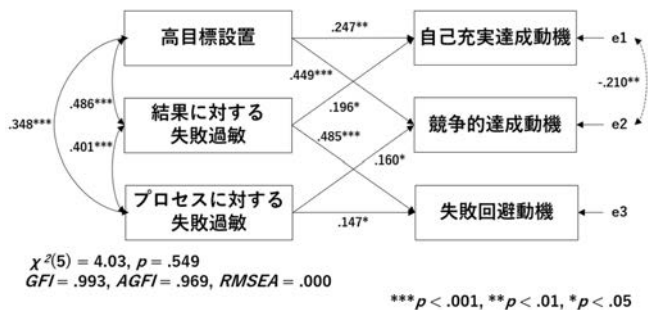 高目標設置
結果に対する
失敗過敏
プロセスに対する
失敗過敏
自己充実達成動機
競争的達成動機
失敗回避動機
e1
e2
e3
.247**
.449***
.196*
.485***
.160*
.147*
.486***
.348***
.401***
-.210**
χ²(5) = 4.03, p = .549
GFI = .993, AGFI = .969, RMSEA = .000
***p < .001, **p < .01, *p < .05